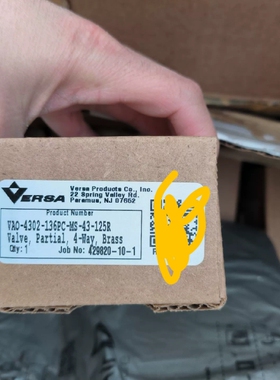 VERSA
Versa Products Co., Inc.
22 Spring Valley Rd.
Paramus, NJ 07652
Product Number
VAO-4302-136PC-MS-43-125R
Valve, Partial, 4-Way, Brass
Qty: 1 Job No: 429820-10-1